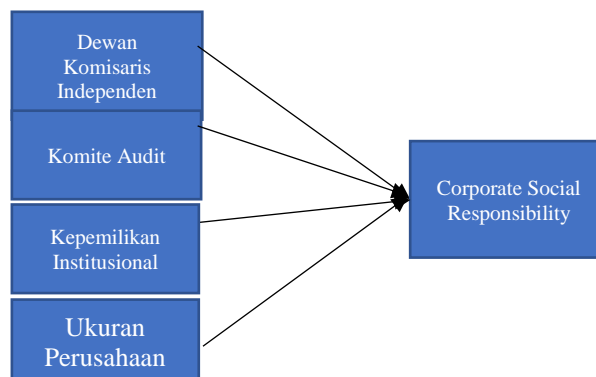 Dewan
Komisaris
Independen
Komite Audit
Kepemilikan
Institusional
Ukuran
Perusahaan
Corporate Social
Responsibility